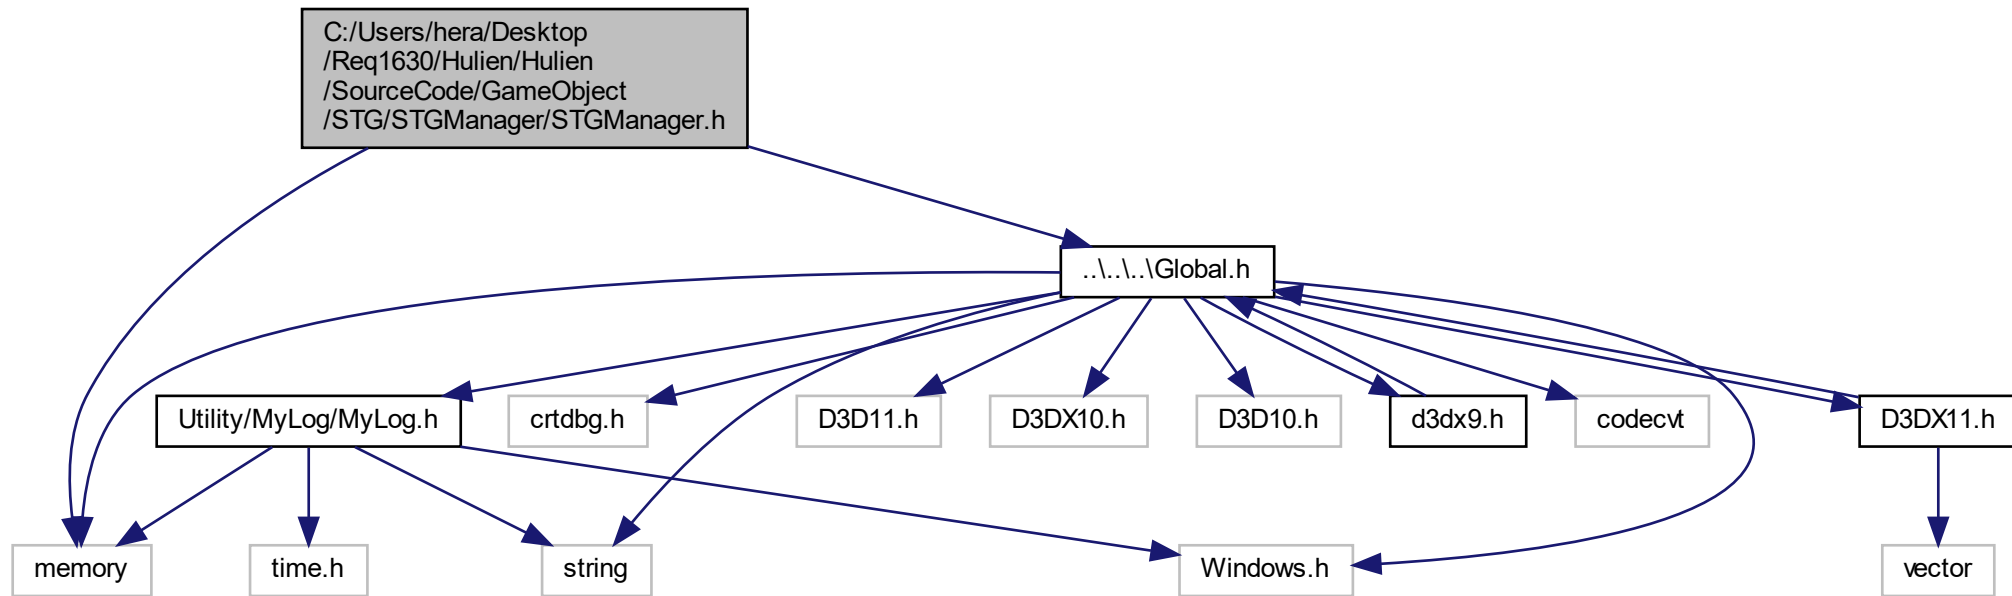 C:/Users/hera/Desktop
/Req1630/Hulien/Hulien
/SourceCode/GameObject
/STG/STGManager/STGManager.h
..\..\..\Global.h
Utility/MyLog/MyLog.h
crtdbg.h
D3D11.h
D3DX10.h
D3D10.h
d3dx9.h
codecvt
D3DX11.h
memory
time.h
string
Windows.h
vector